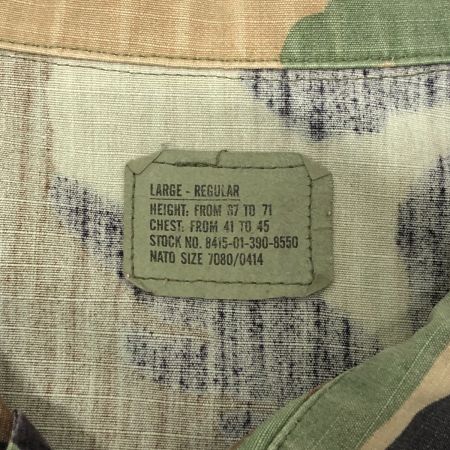 LARGE - REGULAR
HEIGHT: FROM 67 TO 71
CHEST: FROM 41 TO 45
STOCK NO. 8415-01-390-8550
NATO SIZE 7080/0414